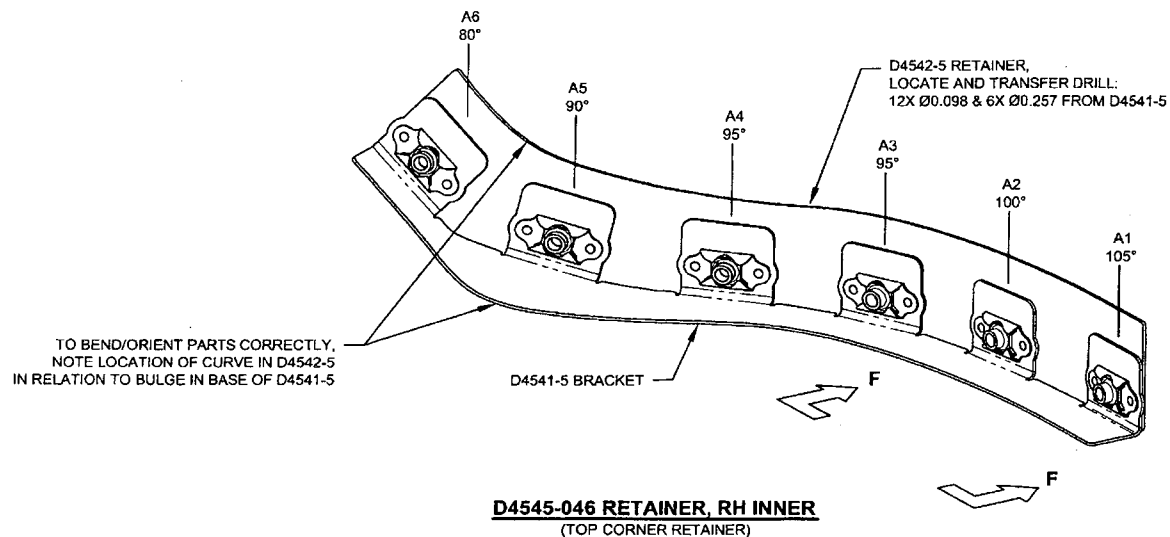 A6
80°
D4542-5 RETAINER,
LOCATE AND TRANSFER DRILL:
12X Ø0.098 & 6X Ø0.257 FROM D4541-5
A5
90°
A4
95°
A3
95°
A2
100°
A1
105°
TO BEND/ORIENT PARTS CORRECTLY,
NOTE LOCATION OF CURVE IN D4542-5
IN RELATION TO BULGE IN BASE OF D4541-5
D4541-5 BRACKET
F
F
D4545-046 RETAINER, RH INNER
(TOP CORNER RETAINER)